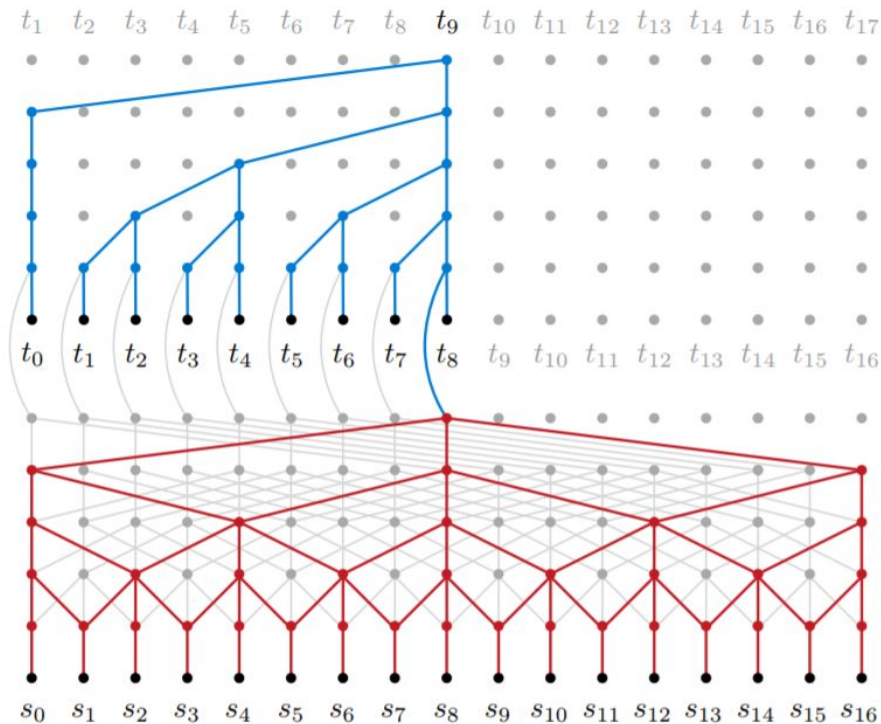 t₁ t₂ t₃ t₄ t₅ t₆ t₇ t₈ t₉ t₁₀ t₁₁ t₁₂ t₁₃ t₁₄ t₁₅ t₁₆ t₁₇
t₀ t₁ t₂ t₃ t₄ t₅ t₆ t₇ t₈ t₉ t₁₀ t₁₁ t₁₂ t₁₃ t₁₄ t₁₅ t₁₆
s₀ s₁ s₂ s₃ s₄ s₅ s₆ s₇ s₈ s₉ s₁₀ s₁₁ s₁₂ s₁₃ s₁₄ s₁₅ s₁₆